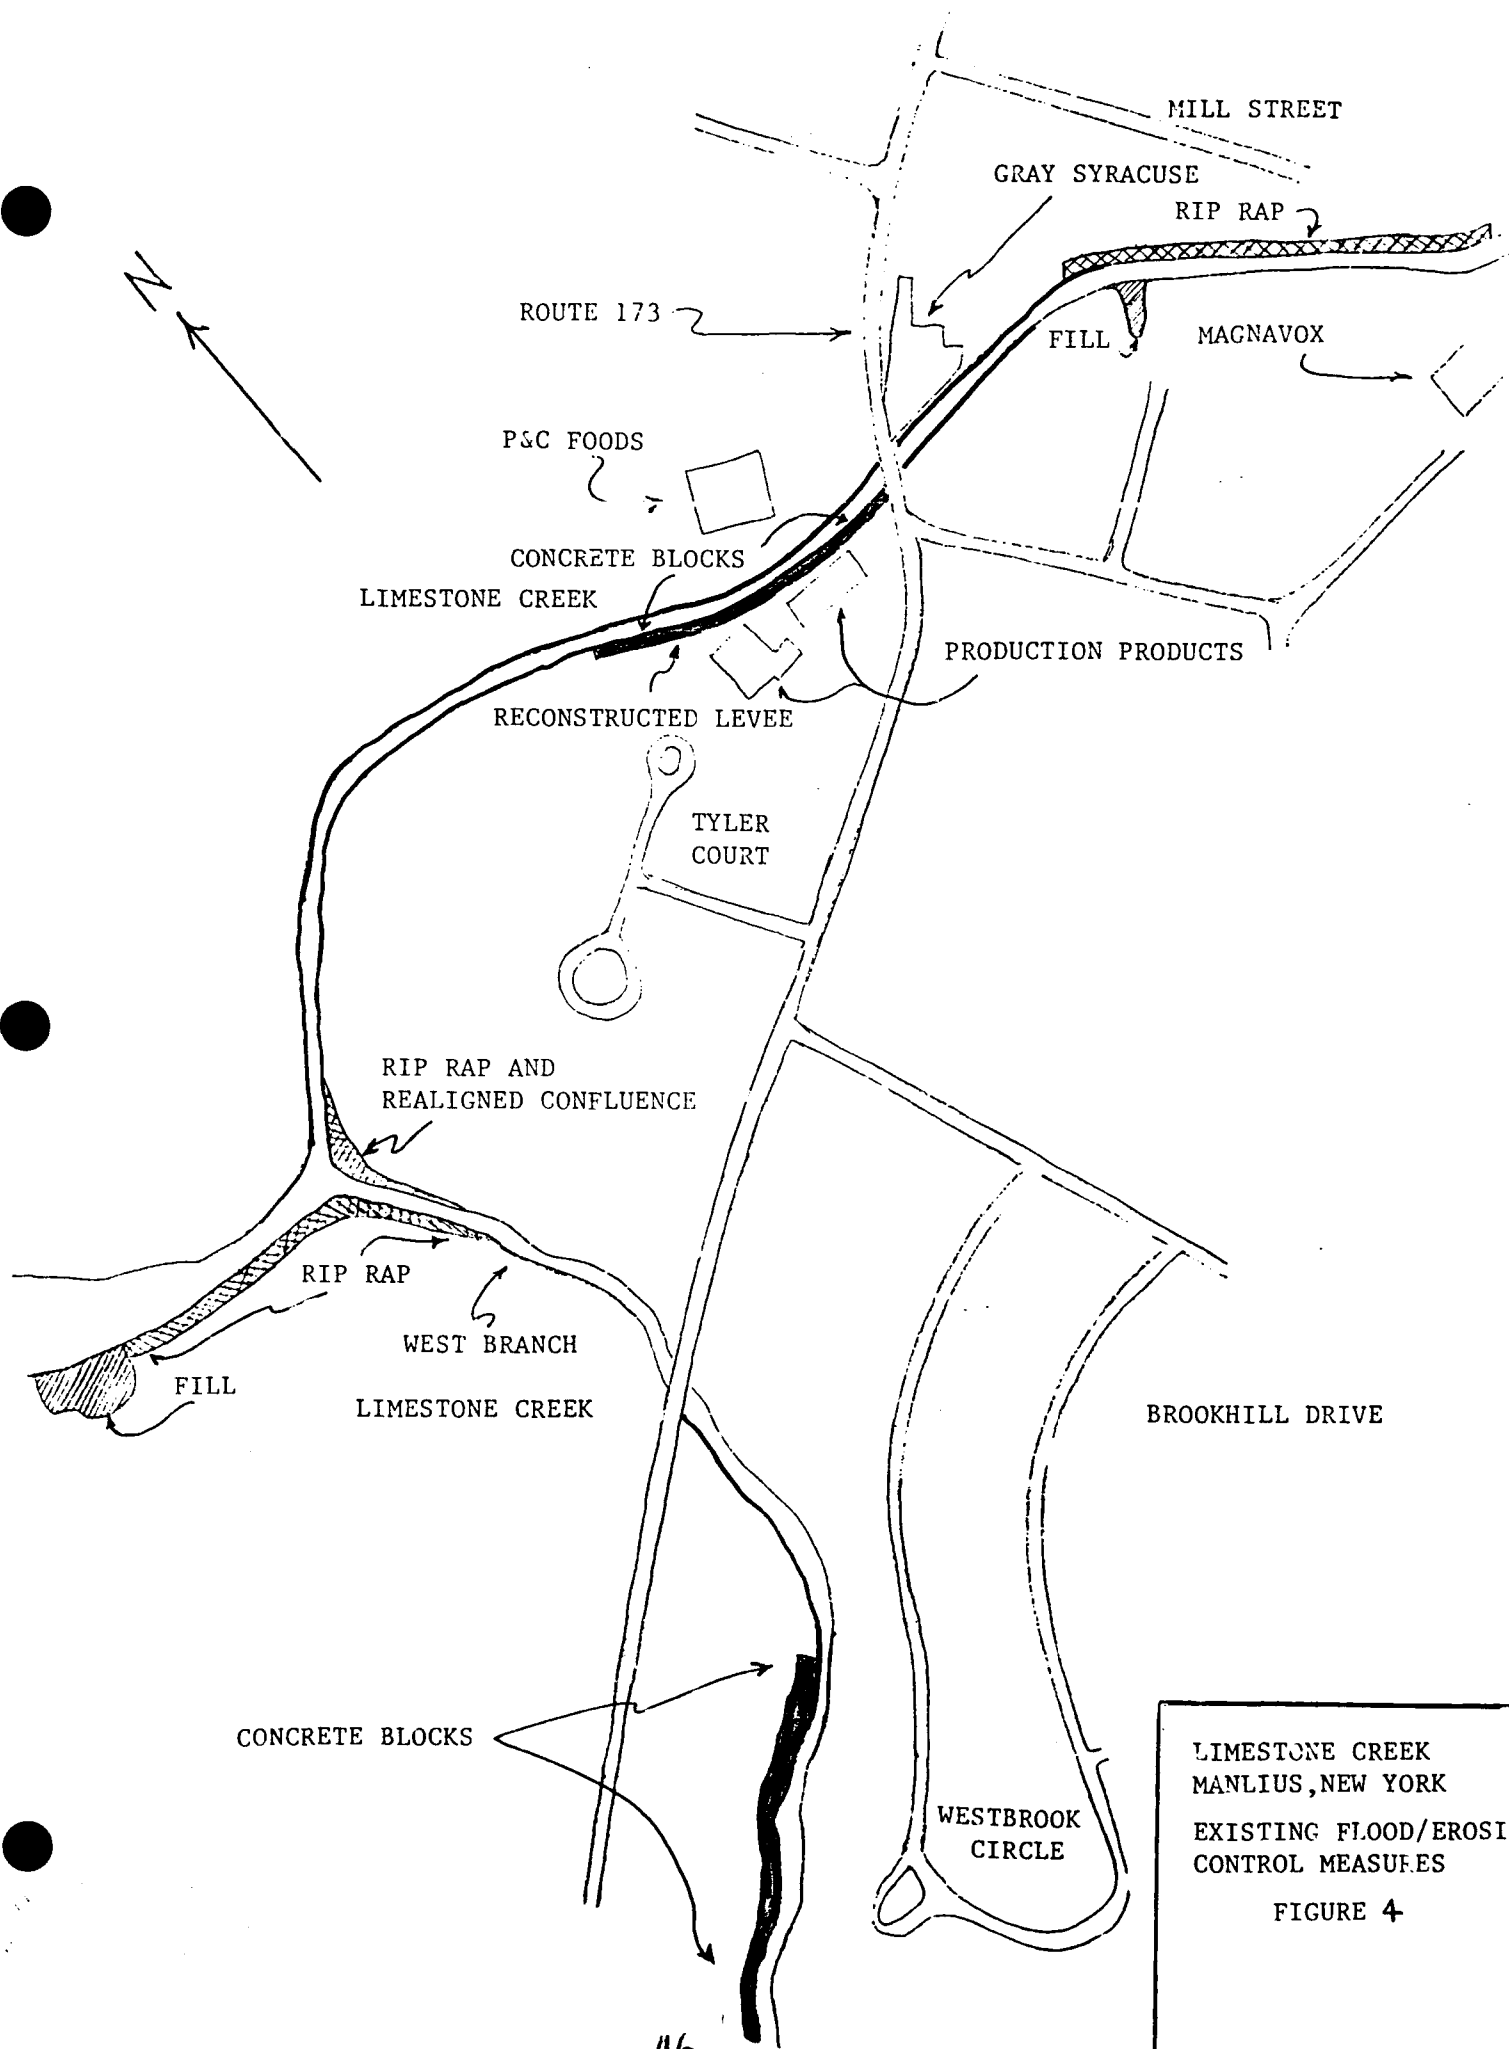 MILL STREET
GRAY SYRACUSE
RIP RAP
N
ROUTE 173
FILL
MAGNAVOX
P&C FOODS
CONCRETE BLOCKS
LIMESTONE CREEK
PRODUCTION PRODUCTS
RECONSTRUCTED LEVEE
TYLER
COURT
RIP RAP AND
REALIGNED CONFLUENCE
RIP RAP
WEST BRANCH
FILL
LIMESTONE CREEK
BROOKHILL DRIVE
CONCRETE BLOCKS
WESTBROOK
CIRCLE
LIMESTONE CREEK
MANLIUS, NEW YORK
EXISTING FLOOD/EROSI
CONTROL MEASURES
FIGURE 4